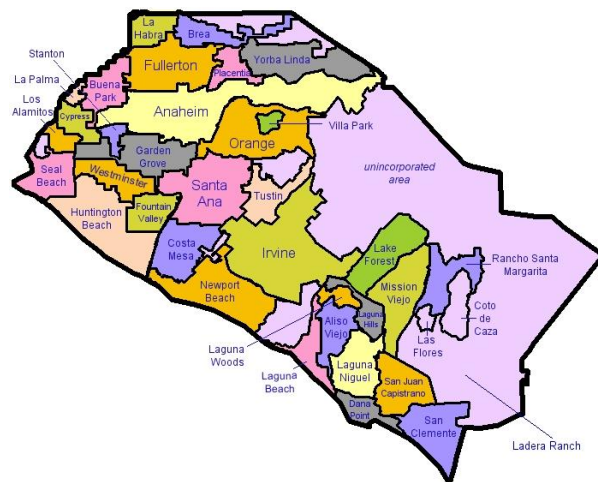 La
Habra
Brea
Stanton
Fullerton
Yorba Linda
Placentia
La Palma
Buena
Park
Los
Alamitos
Anaheim
Cypress
Villa Park
Orange
Garden
Grove
unincorporated
area
Seal
Beach
Westminster
Santa
Ana
Tustin
Huntington
Beach
Fountain
Valley
Costa
Mesa
Irvine
Lake
Forest
Rancho Santa
Margarita
Newport
Beach
Mission
Viejo
Coto
de
Caza
Laguna
Hills
Aliso
Viejo
Las
Flores
Laguna
Woods
Laguna
Beach
Laguna
Niguel
San Juan
Capistrano
Dana
Point
San
Clemente
Ladera Ranch